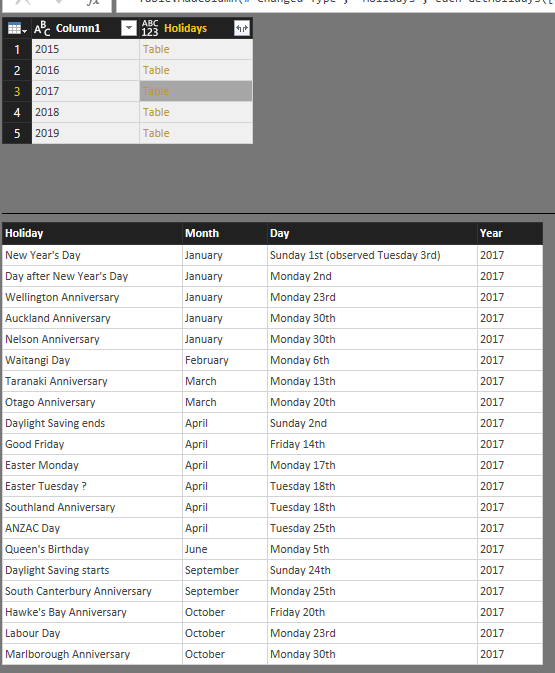 fx
ABC Column1 ABC 123 Holidays
1 2015 Table
2 2016 Table
3 2017 Table
4 2018 Table
5 2019 Table
Holiday Month Day Year
New Year's Day January Sunday 1st (observed Tuesday 3rd) 2017
Day after New Year's Day January Monday 2nd 2017
Wellington Anniversary January Monday 23rd 2017
Auckland Anniversary January Monday 30th 2017
Nelson Anniversary January Monday 30th 2017
Waitangi Day February Monday 6th 2017
Taranaki Anniversary March Monday 13th 2017
Otago Anniversary March Monday 20th 2017
Daylight Saving ends April Sunday 2nd 2017
Good Friday April Friday 14th 2017
Easter Monday April Monday 17th 2017
Easter Tuesday ? April Tuesday 18th 2017
Southland Anniversary April Tuesday 18th 2017
ANZAC Day April Tuesday 25th 2017
Queen's Birthday June Monday 5th 2017
Daylight Saving starts September Sunday 24th 2017
South Canterbury Anniversary September Monday 25th 2017
Hawke's Bay Anniversary October Friday 20th 2017
Labour Day October Monday 23rd 2017
Marlborough Anniversary October Monday 30th 2017